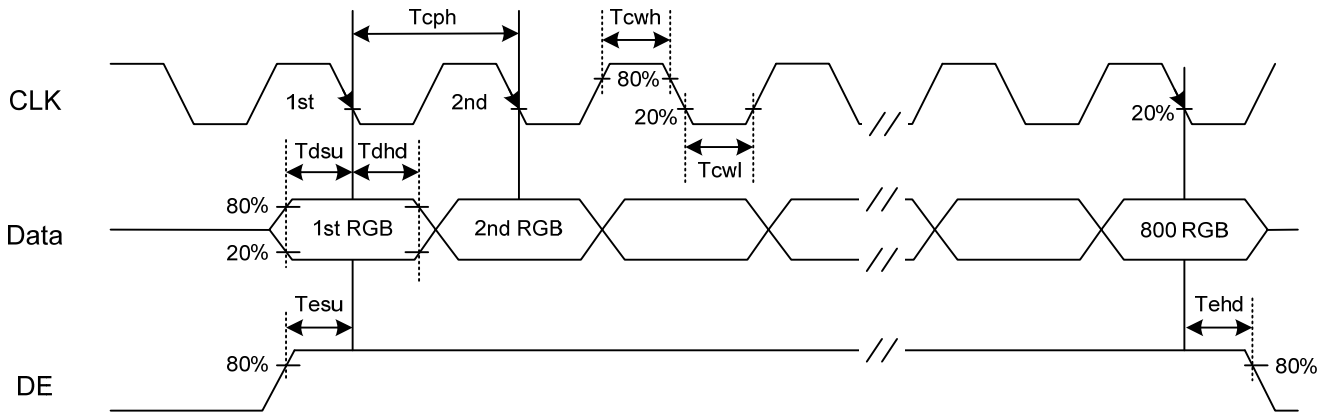 Tcph
Tcwh
CLK
1st
2nd
80%
20%
20%
Tcwl
Tdsu
Tdhd
Data
80%
20%
1st RGB
2nd RGB
800 RGB
Tesu
Tehd
DE
80%
80%